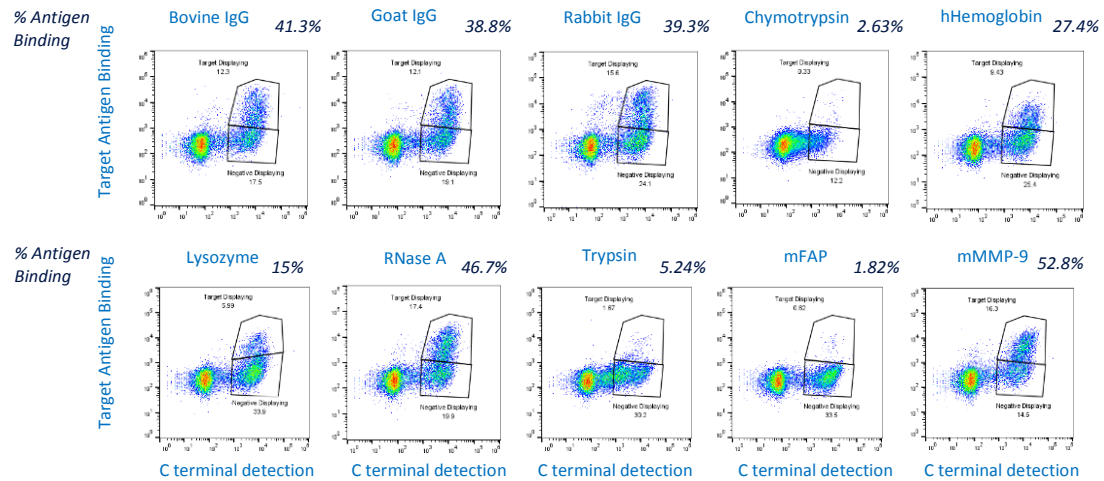 % Antigen
Binding
Bovine IgG
41.3%
Goat IgG
38.8%
Rabbit IgG
39.3%
Chymotrypsin
2.63%
hHemoglobin
27.4%
Target Antigen Binding
Target Displaying
12.3
Negative Displaying
17.5
Target Displaying
12.1
Negative Displaying
19.1
Target Displaying
15.6
Negative Displaying
24.1
Target Displaying
Negative Displaying
12.2
Target Displaying
9.43
Negative Displaying
25.4
% Antigen
Binding
Lysozyme
15%
RNase A
46.7%
Trypsin
5.24%
mFAP
1.82%
mMMP-9
52.8%
Target Antigen Binding
Target Displaying
5.99
Negative Displaying
33.9
Target Displaying
17.4
Negative Displaying
19.9
Target Displaying
1.67
Negative Displaying
30.2
Target Displaying
0.62
Negative Displaying
33.5
Target Displaying
16.3
Negative Displaying
14.5
C terminal detection
C terminal detection
C terminal detection
C terminal detection
C terminal detection